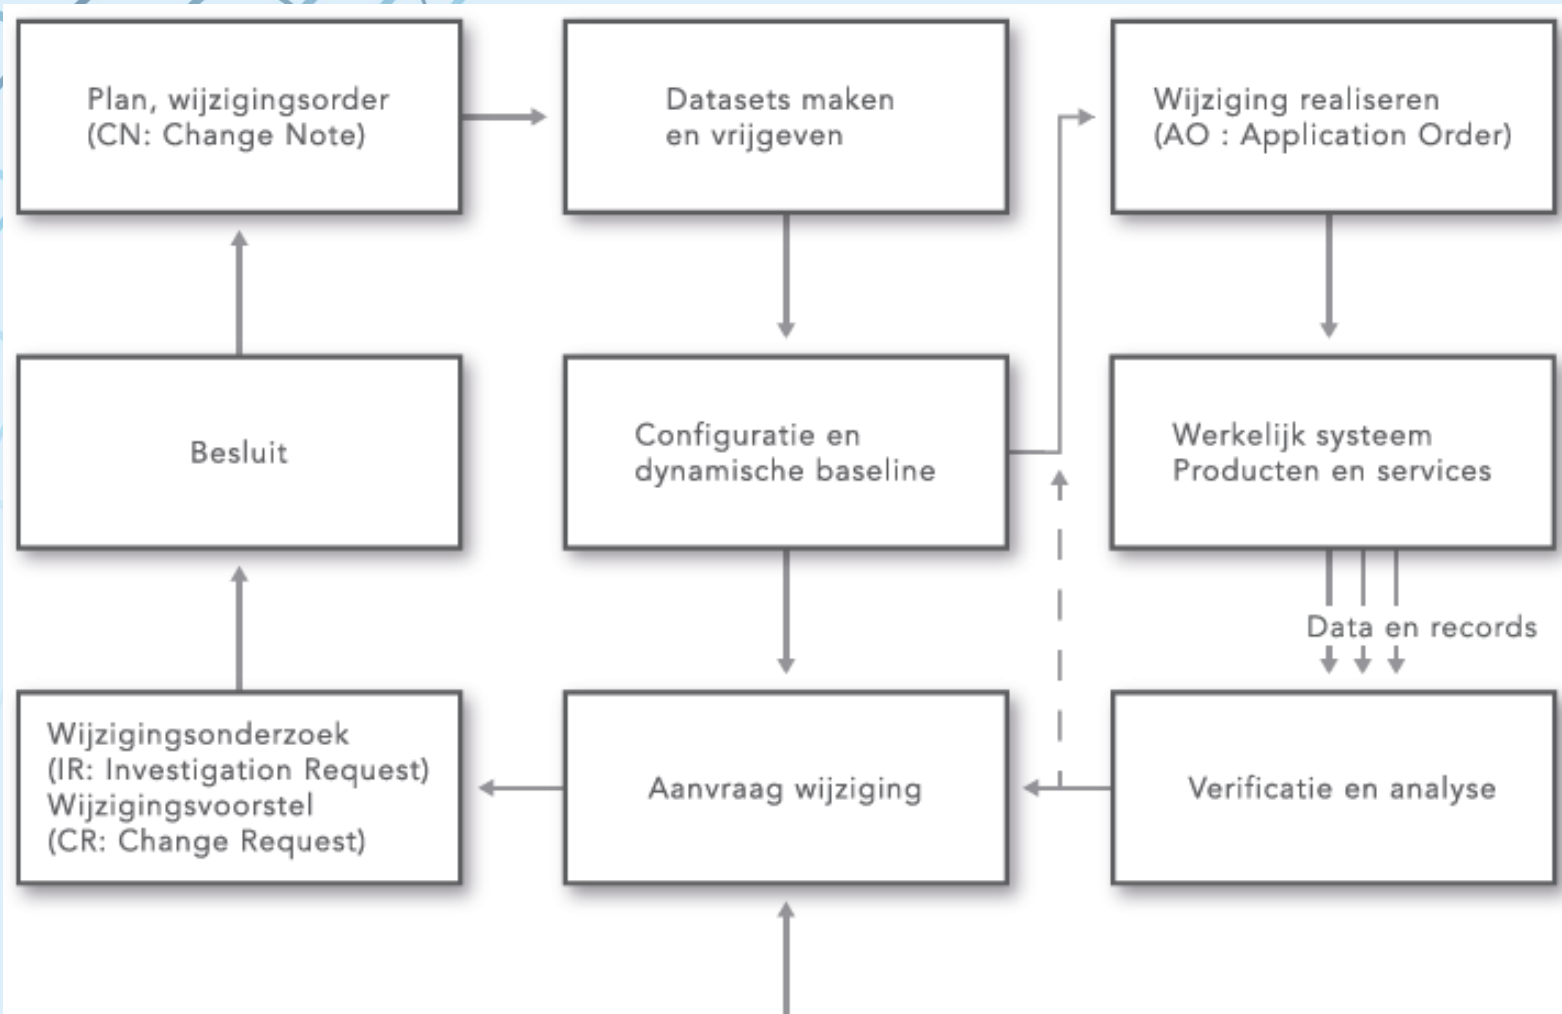 Plan, wijzigingsorder
(CN: Change Note)
Datasets maken
en vrijgeven
Wijziging realiseren
(AO : Application Order)
Besluit
Configuratie en
dynamische baseline
Werkelijk systeem
Producten en services
Data en records
Wijzigingsonderzoek
(IR: Investigation Request)
Wijzigingsvoorstel
(CR: Change Request)
Aanvraag wijziging
Verificatie en analyse